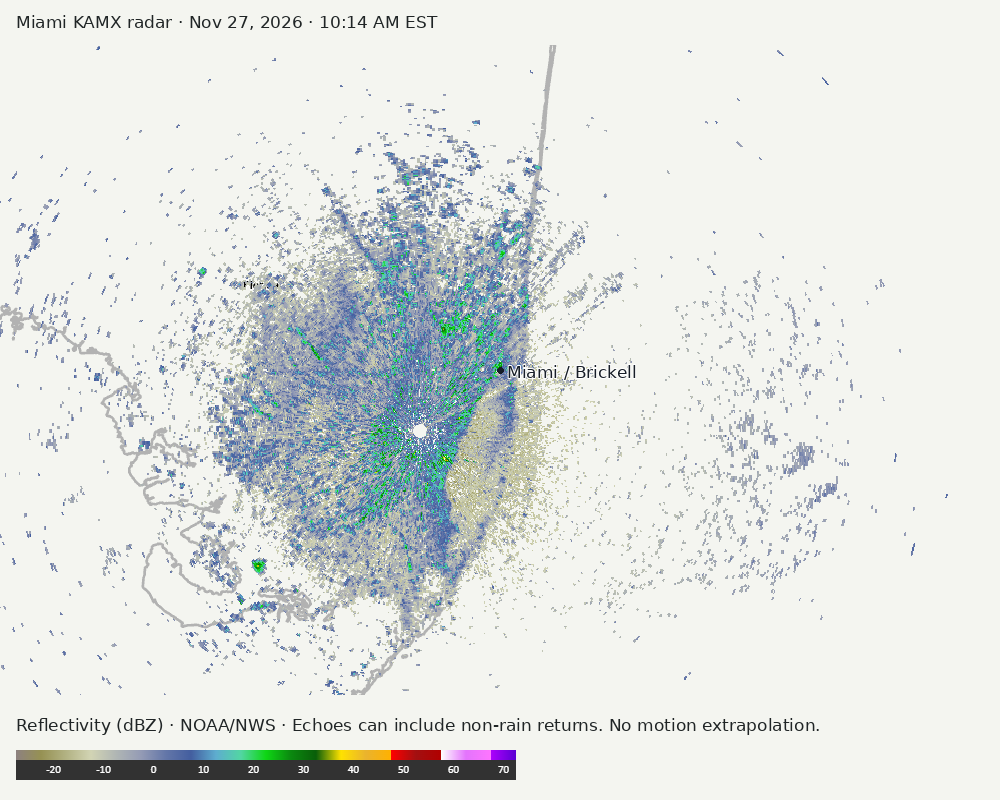 Miami KAMX radar · Nov 27, 2026 · 10:14 AM EST
Miami / Brickell
Reflectivity (dBZ) · NOAA/NWS · Echoes can include non-rain returns. No motion extrapolation.
-20 -10 0 10 20 30 40 50 60 70